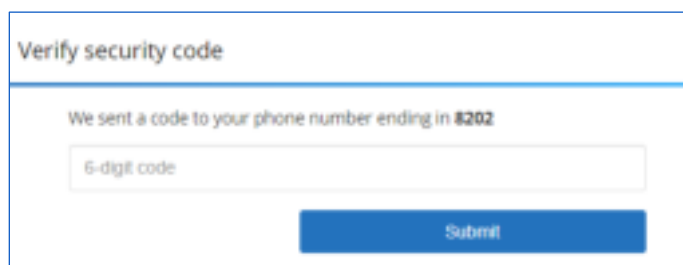 Verify security code
We sent a code to your phone number ending in 8202
6-digit code
Submit